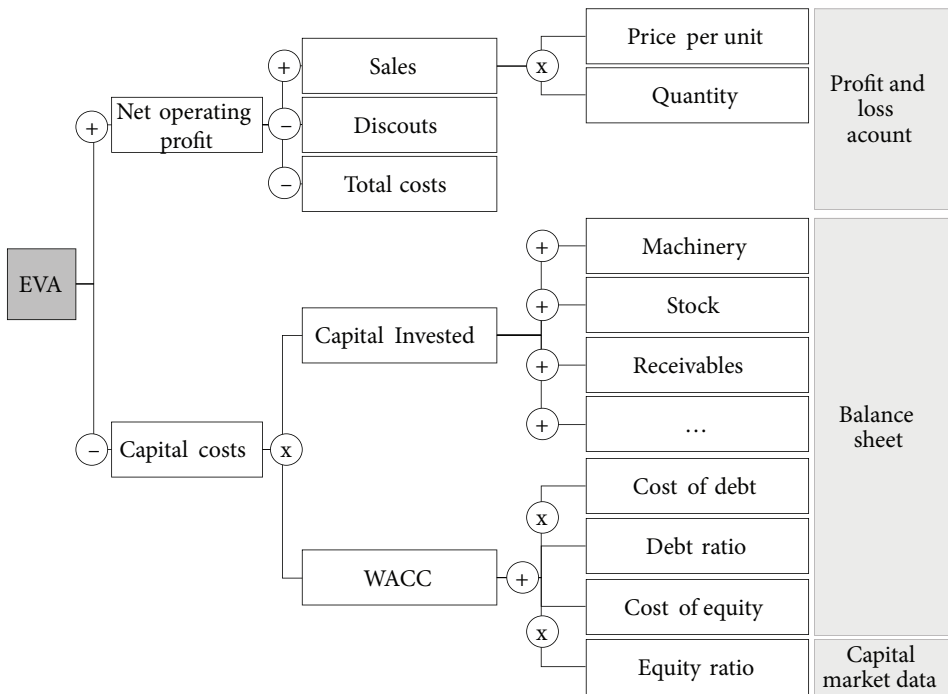 Price per unit
+
Sales
x
Quantity
Profit and
loss
acount
+
Net operating
profit
−
Discouts
−
Total costs
+
Machinery
EVA
+
Stock
Capital Invested
+
Receivables
+
...
Balance
sheet
−
Capital costs
x
Cost of debt
x
Debt ratio
WACC
+
Cost of equity
x
Equity ratio
Capital
market data